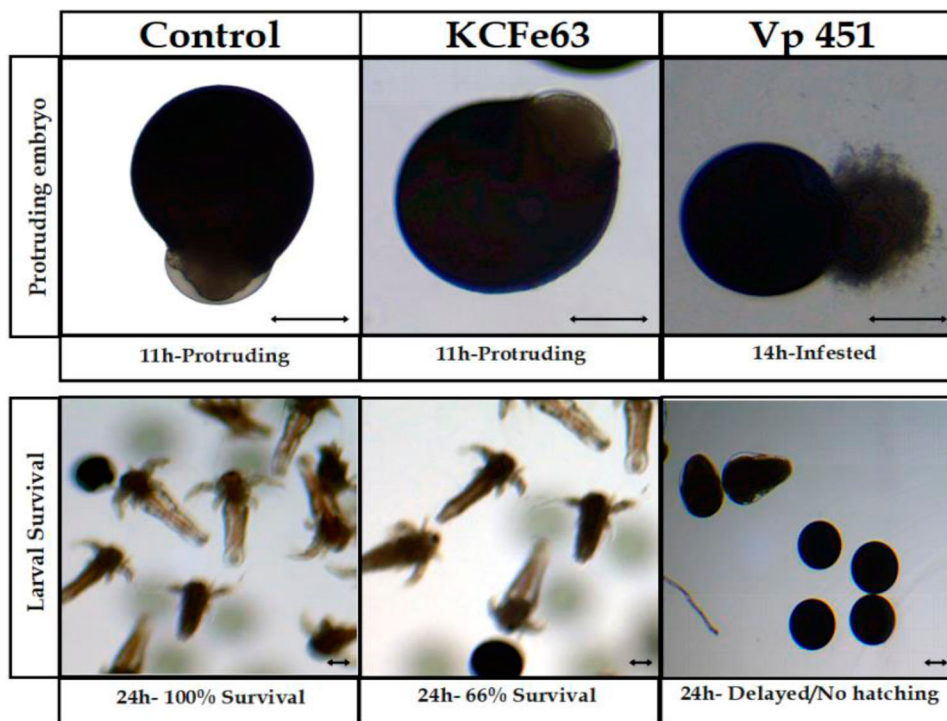 Control
KCFe63
Vp 451
Protruding embryo
11h-Protruding
11h-Protruding
14h-Infested
Larval Survival
24h- 100% Survival
24h- 66% Survival
24h- Delayed/No hatching